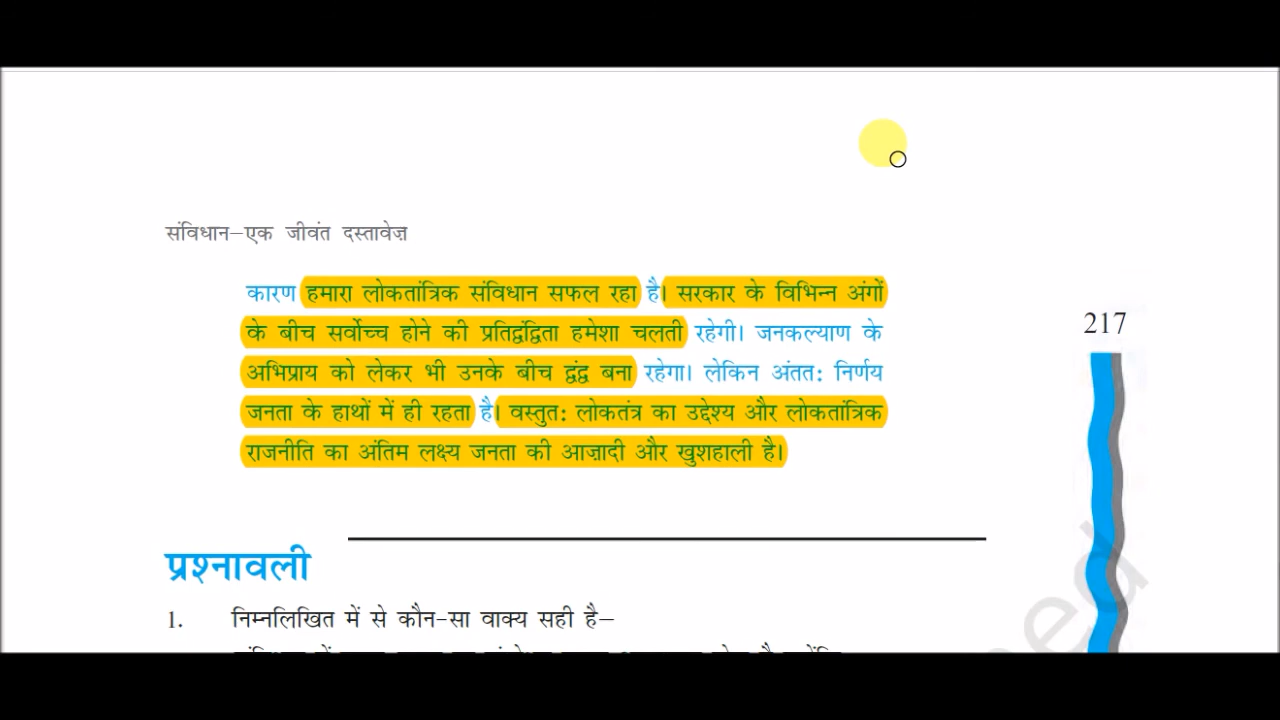 संविधान–एक जीवंत दस्तावेज़
कारण हमारा लोकतांत्रिक संविधान सफल रहा है। सरकार के विभिन्न अंगों
के बीच सर्वोच्च होने की प्रतिद्वंद्विता हमेशा चलती रहेगी। जनकल्याण के
217
अभिप्राय को लेकर भी उनके बीच द्वंद्व बना रहेगा। लेकिन अंतत: निर्णय
जनता के हाथों में ही रहता है। वस्तुत: लोकतंत्र का उद्देश्य और लोकतांत्रिक
राजनीति का अंतिम लक्ष्य जनता की आज़ादी और खुशहाली है।
प्रश्नावली
1. निम्नलिखित में से कौन-सा वाक्य सही है–